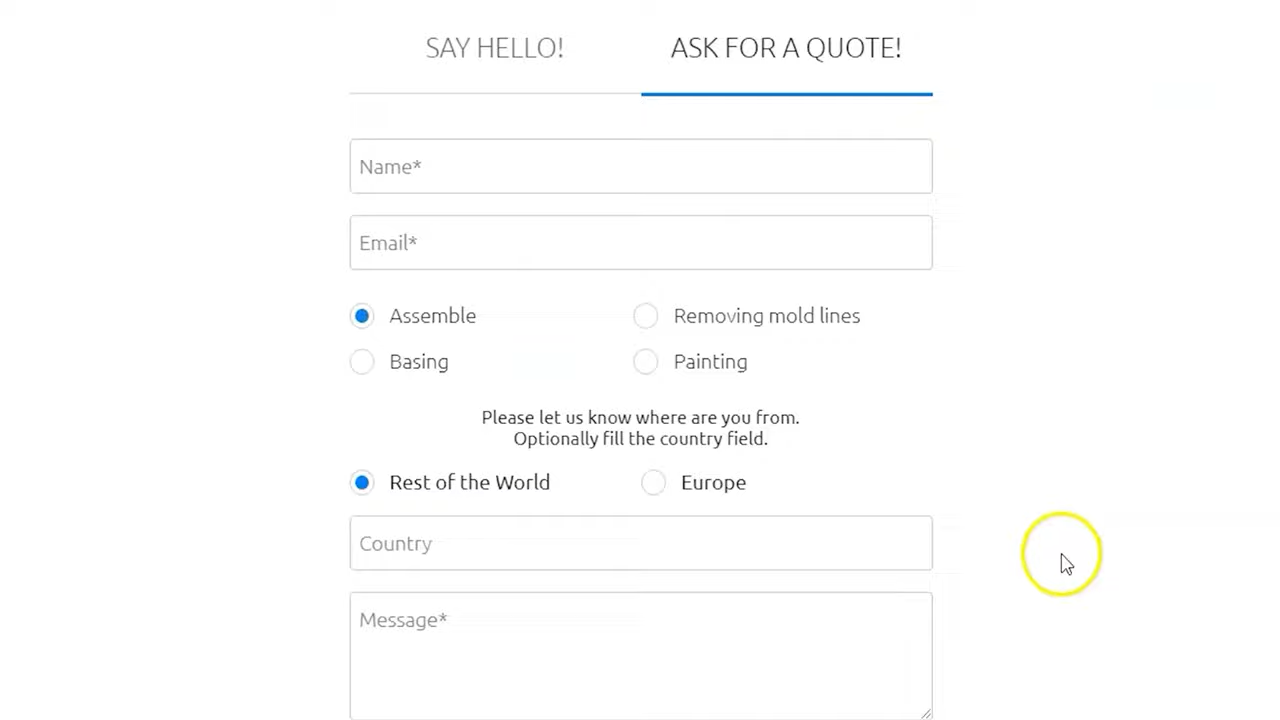 SAY HELLO! ASK FOR A QUOTE!
Name*
Email*
Assemble Removing mold lines
Basing Painting
Please let us know where are you from.
Optionally fill the country field.
Rest of the World Europe
Country
Message*